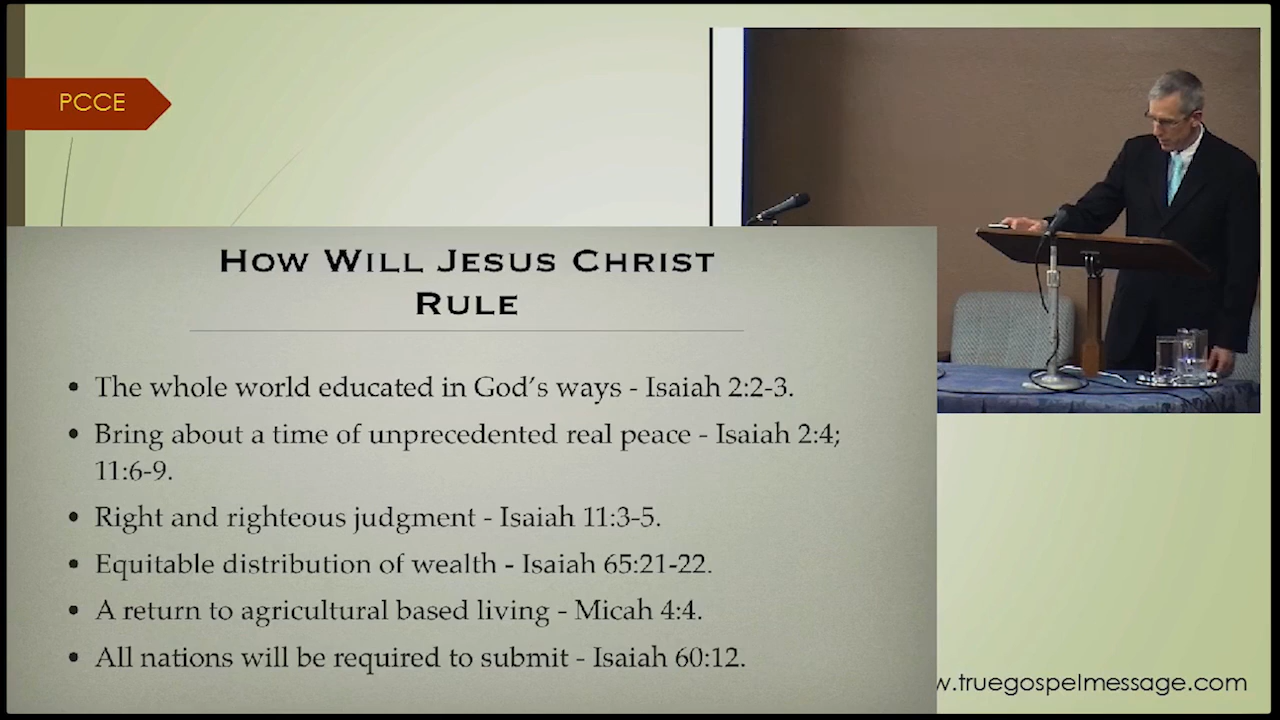 PCCE
How Will Jesus Christ
Rule
• The whole world educated in God's ways - Isaiah 2:2-3.
• Bring about a time of unprecedented real peace - Isaiah 2:4;
11:6-9.
• Right and righteous judgment - Isaiah 11:3-5.
• Equitable distribution of wealth - Isaiah 65:21-22.
• A return to agricultural based living - Micah 4:4.
• All nations will be required to submit - Isaiah 60:12.
w.truegospelmessage.com